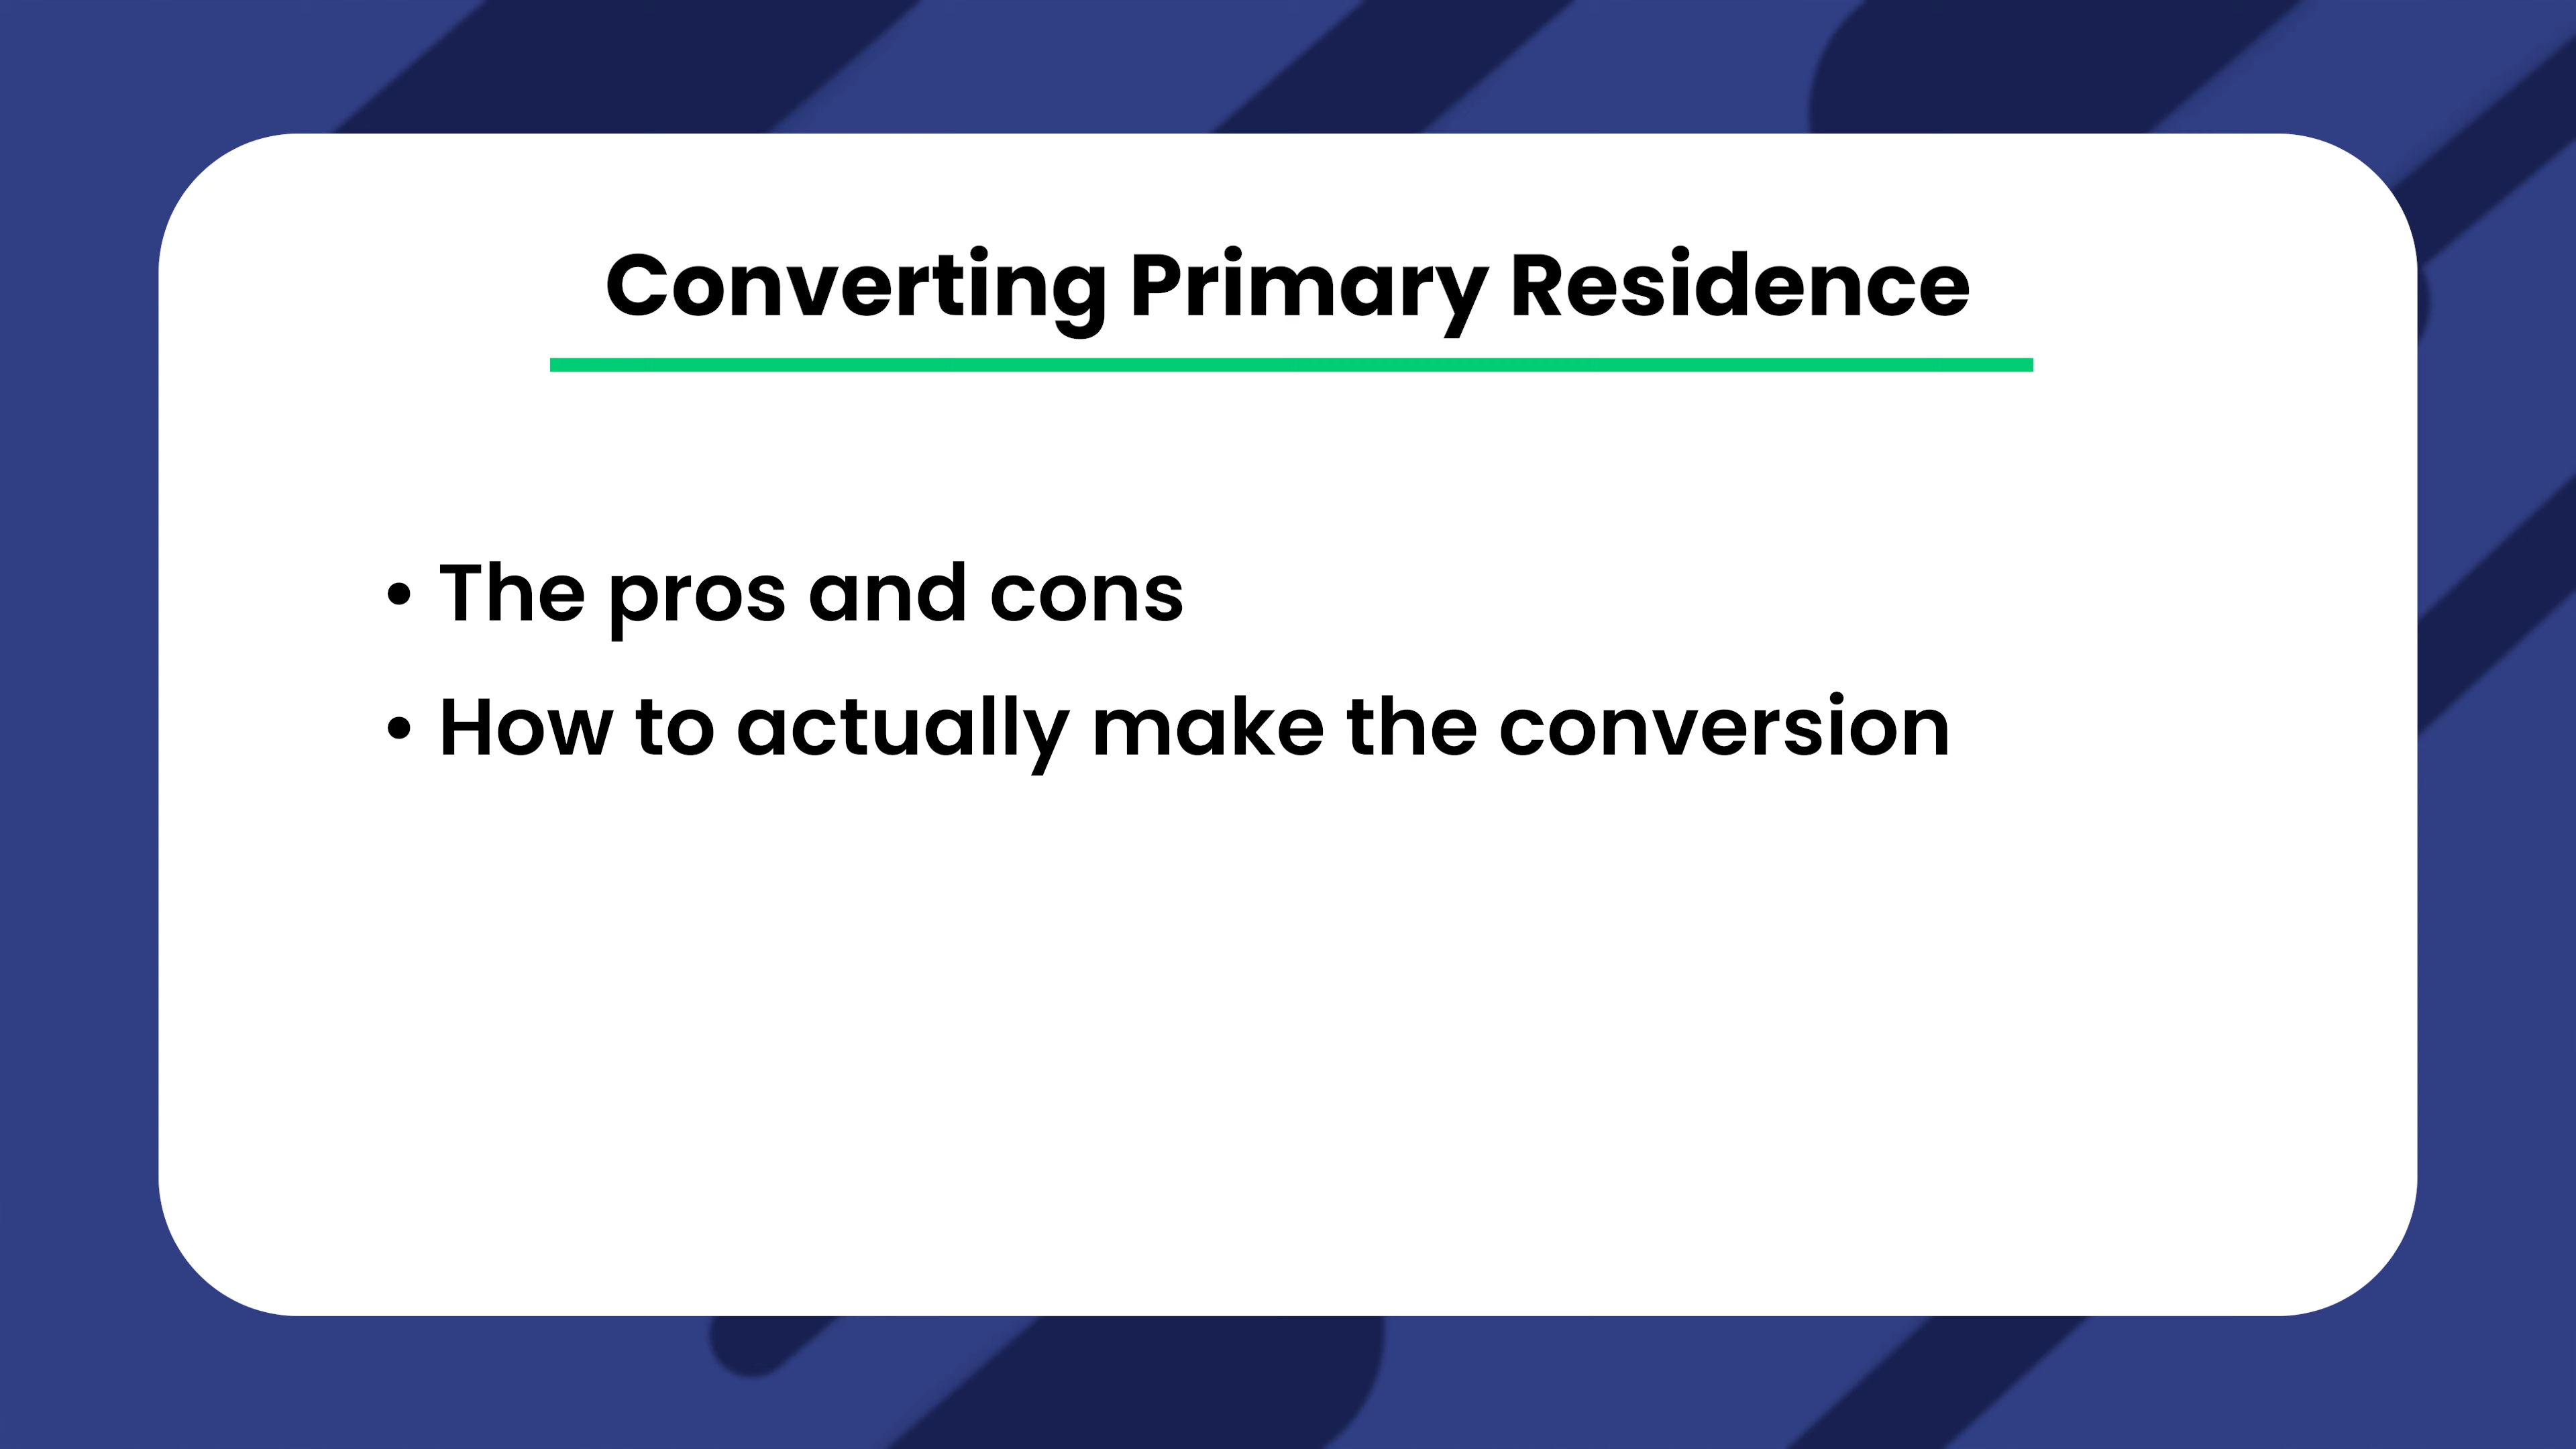 Converting Primary Residence
• The pros and cons
• How to actually make the conversion